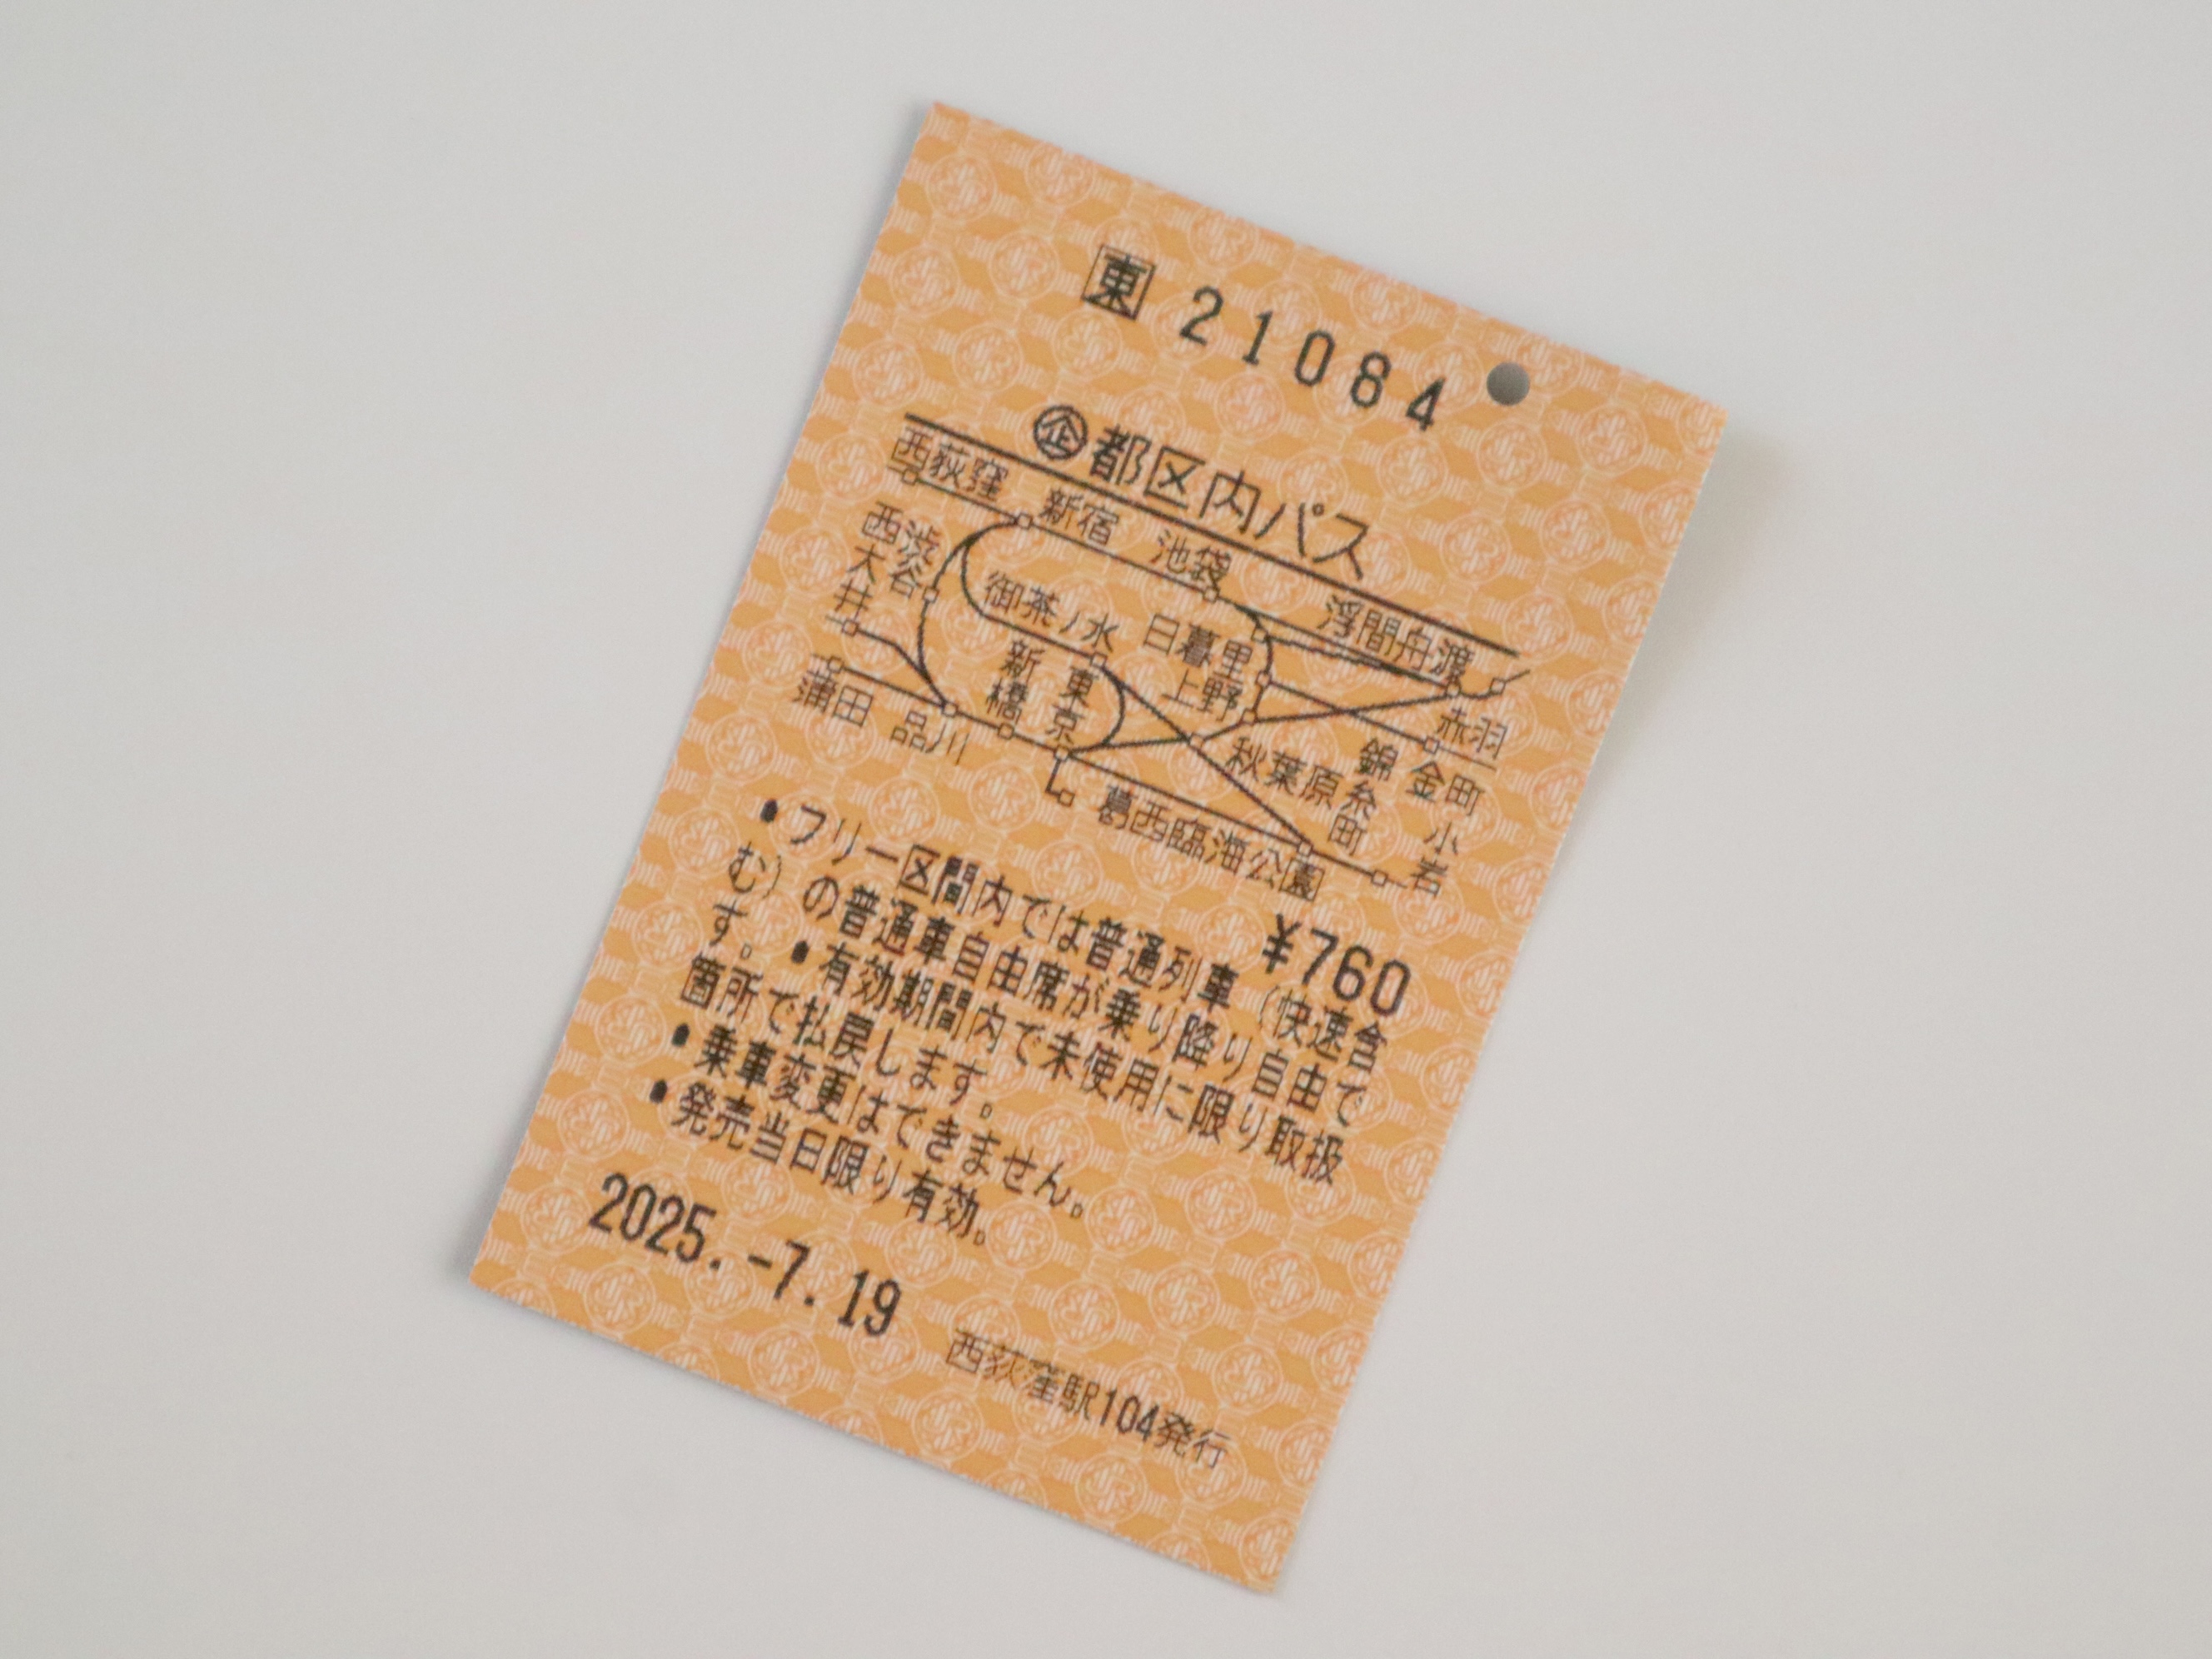 東 21064
企 都区内パス
西荻窪 新宿 池袋 浮間舟渡
西大井 渋谷 御茶ノ水 日暮里
新橋 東京 上野 赤羽
蒲田 品川 秋葉原 錦糸町 金町
葛西臨海公園 小岩
¥760
●フリー区間内では普通列車(快速含
む)の普通車自由席が乗り降り自由で
す。●有効期間内で未使用に限り取扱
箇所で払戻します。
●乗車変更はできません。
●発売当日限り有効。
2025.-7.19
西荻窪駅104発行